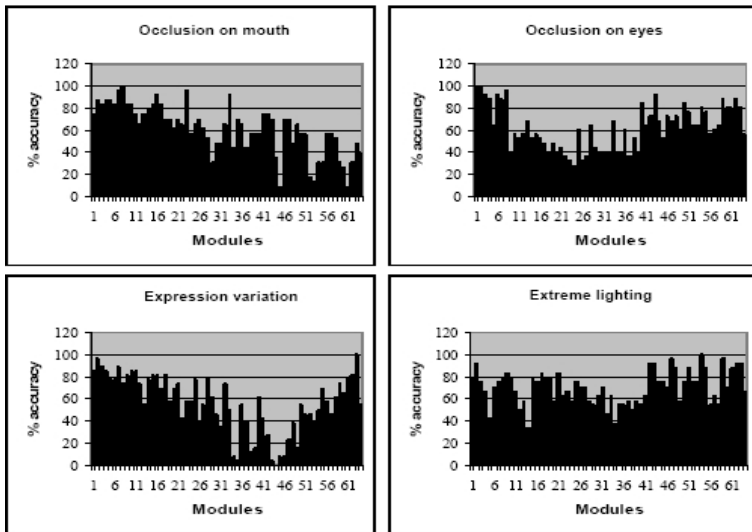 Occlusion on mouth
120
100
80
60
40
20
0
% accuracy
1 6 11 16 21 26 31 36 41 46 51 56 61
Modules
Occlusion on eyes
120
100
80
60
40
20
0
% accuracy
1 6 11 16 21 26 31 36 41 46 51 56 61
Modules
Expression variation
120
100
80
60
40
20
0
% accuracy
1 6 11 16 21 26 31 36 41 46 51 56 61
Modules
Extreme lighting
120
100
80
60
40
20
0
% accuracy
1 6 11 16 21 26 31 36 41 46 51 56 61
Modules